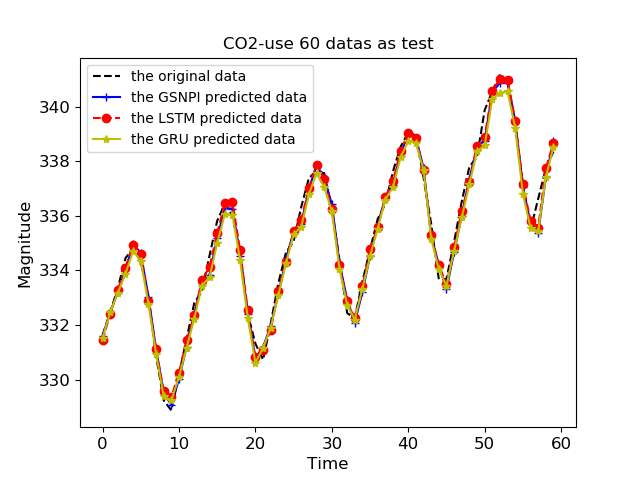 CO2-use 60 datas as test
the original data
the GSNPI predicted data
the LSTM predicted data
the GRU predicted data
Magnitude
340
338
336
334
332
330
0 10 20 30 40 50 60
Time